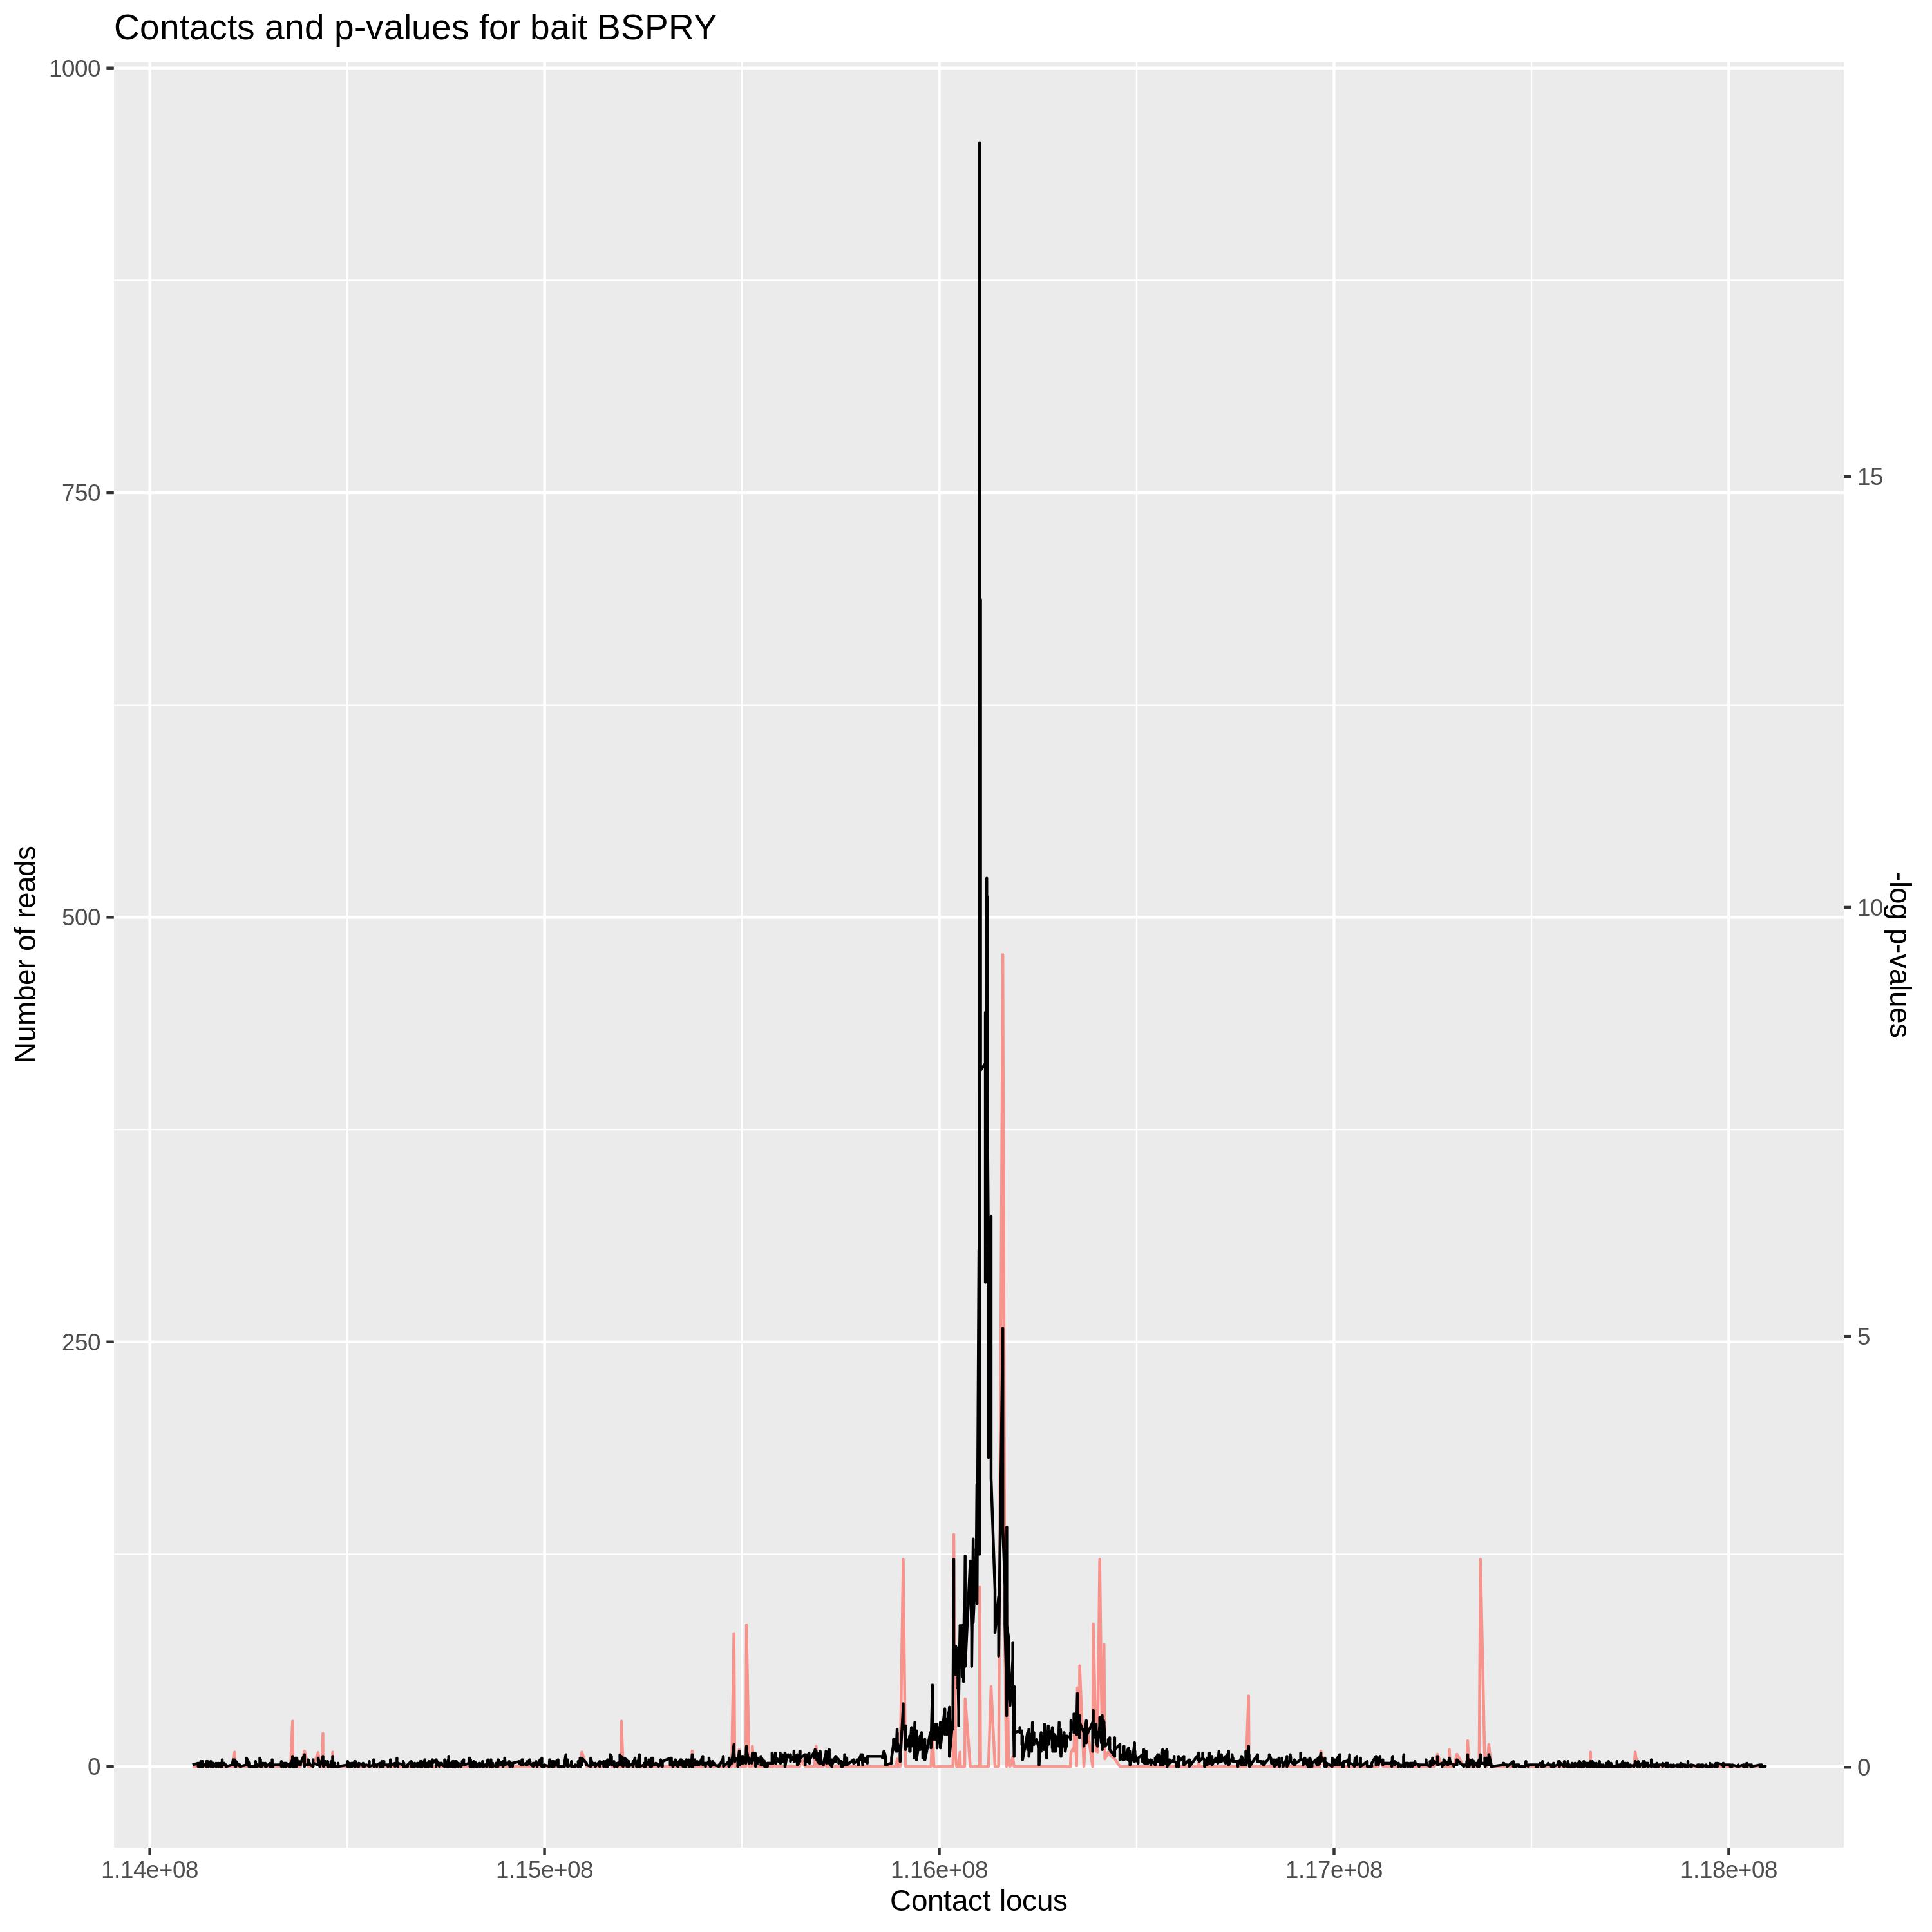 Contacts and p-values for bait BSPRY
1000
750
500
250
0
Number of reads
15
10
5
0
-log p-values
1.14e+08
1.15e+08
1.16e+08
1.17e+08
1.18e+08
Contact locus